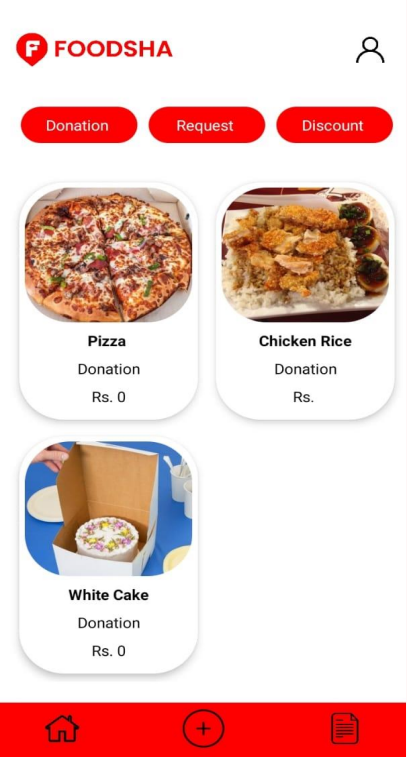 FOODSHA
Donation
Request
Discount
Pizza
Donation
Rs. 0
Chicken Rice
Donation
Rs.
White Cake
Donation
Rs. 0